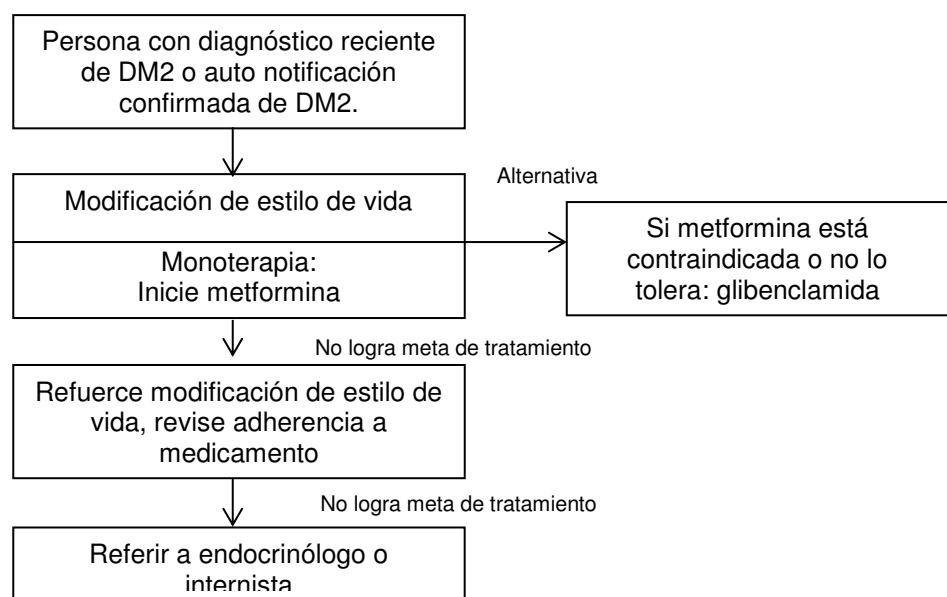 Persona con diagnóstico reciente
de DM2 o auto notificación
confirmada de DM2.
Modificación de estilo de vida
Monoterapia:
Inicie metformina
Alternativa
Si metformina está
contraindicada o no lo
tolera: glibenclamida
No logra meta de tratamiento
Refuerce modificación de estilo de
vida, revise adherencia a
medicamento
No logra meta de tratamiento
Referir a endocrinólogo o
internista